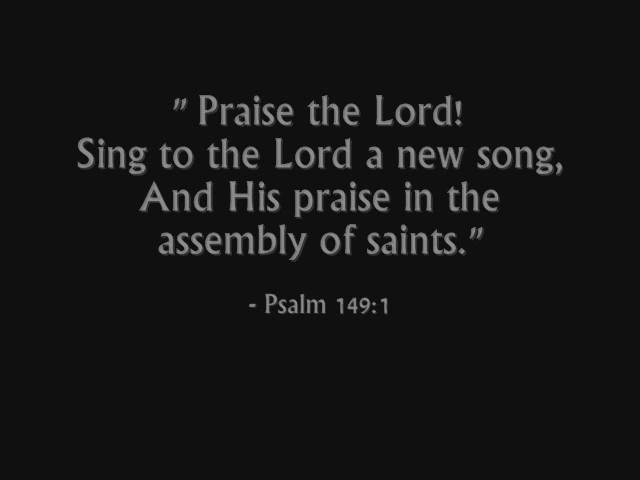 " Praise the Lord!
Sing to the Lord a new song,
And His praise in the
assembly of saints."
- Psalm 149:1